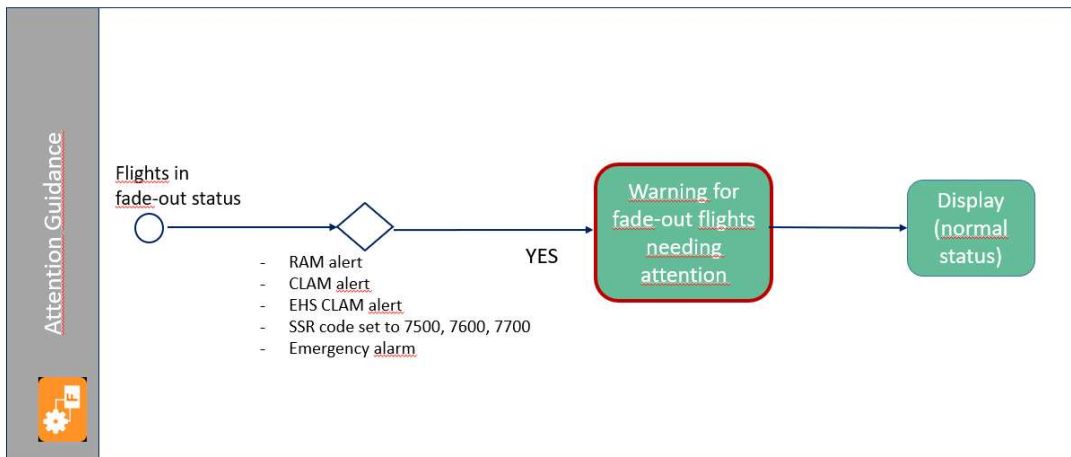 Attention Guidance
Flights in
fade-out status
- RAM alert
- CLAM alert
- EHS CLAM alert
- SSR code set to 7500, 7600, 7700
- Emergency alarm
YES
Warning for
fade-out flights
needing
attention
Display
(normal
status)
F